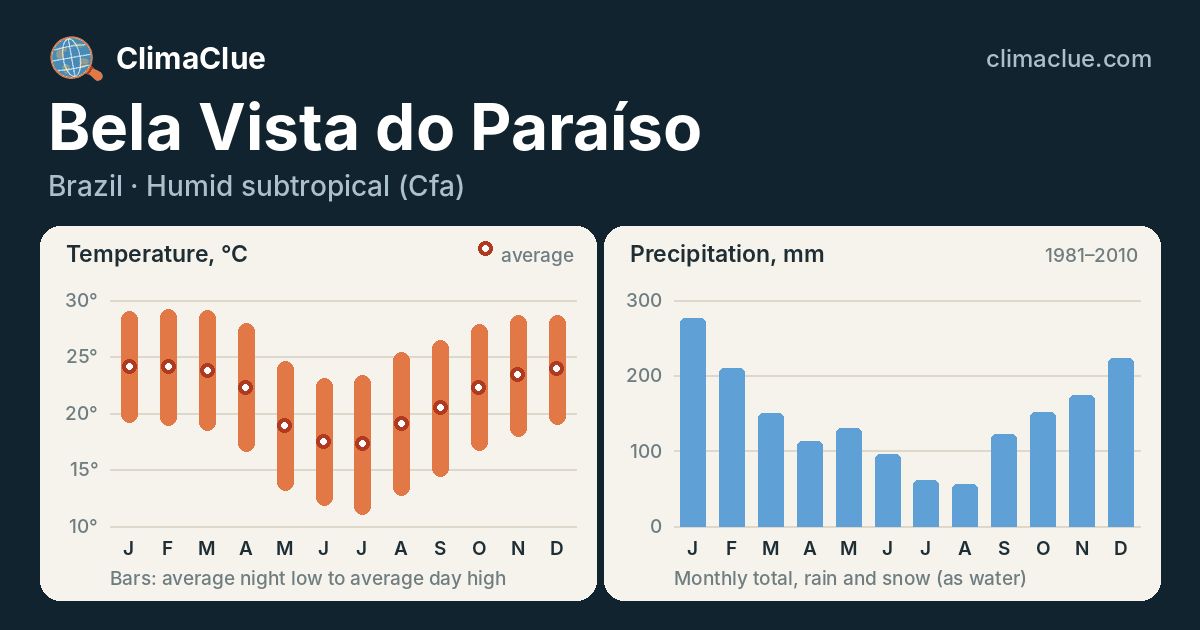 ClimaClue
climaclue.com
Bela Vista do Paraíso
Brazil · Humid subtropical (Cfa)
Temperature, °C
average
30°
25°
20°
15°
10°
J F M A M J J A S O N D
Bars: average night low to average day high
Precipitation, mm
1981–2010
300
200
100
0
J F M A M J J A S O N D
Monthly total, rain and snow (as water)